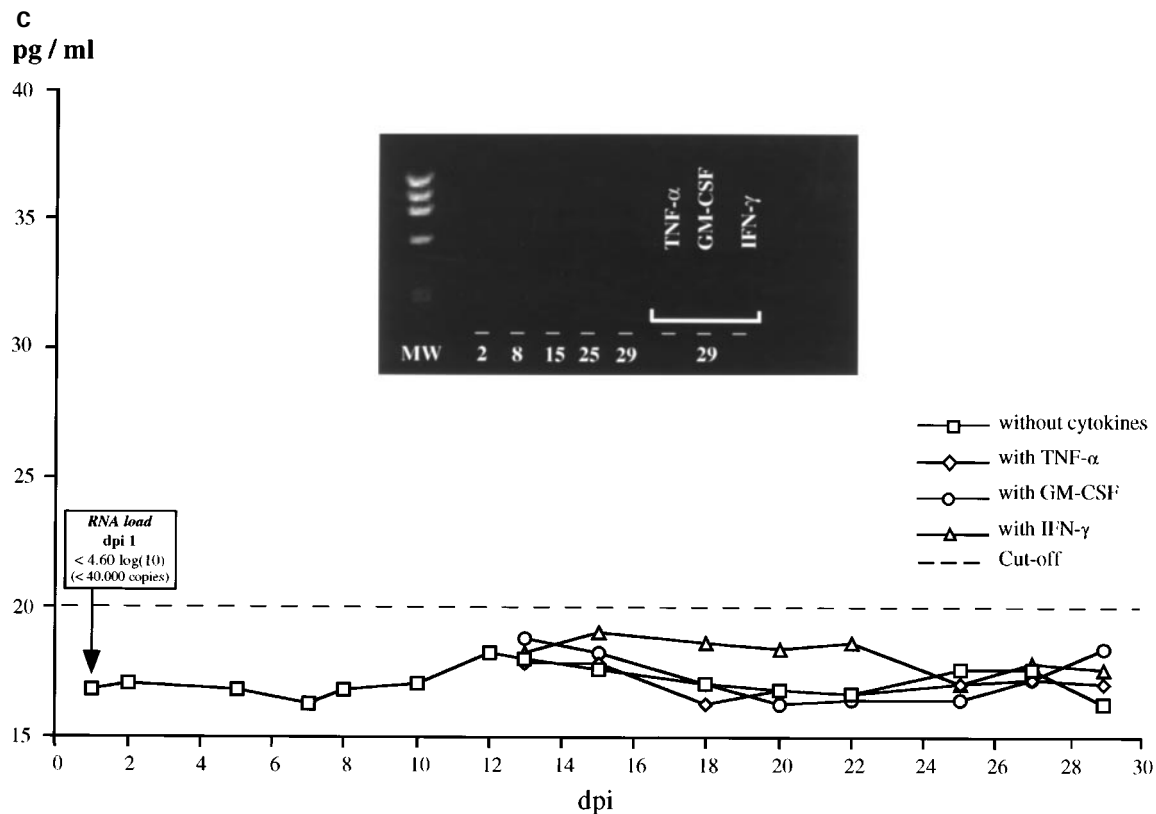 C
pg / ml
40
35
30
25
20
15
TNF-α
GM-CSF
IFN-γ
MW 2 8 15 25 29 29
without cytokines
with TNF-α
with GM-CSF
with IFN-γ
Cut-off
RNA load
dpi 1
< 4.60 log(10)
(< 40.000 copies)
0 2 4 6 8 10 12 14 16 18 20 22 24 26 28 30
dpi